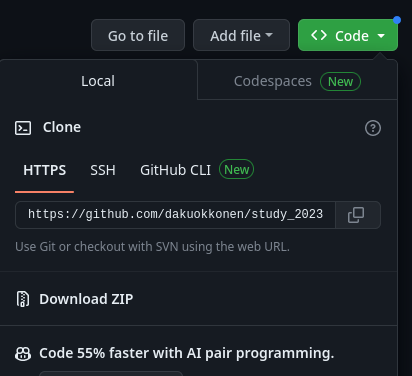 Go to file Add file Code
Local Codespaces New
Clone
HTTPS SSH GitHub CLI New
https://github.com/dakuokkonen/study_2023
Use Git or checkout with SVN using the web URL.
Download ZIP
Code 55% faster with AI pair programming.